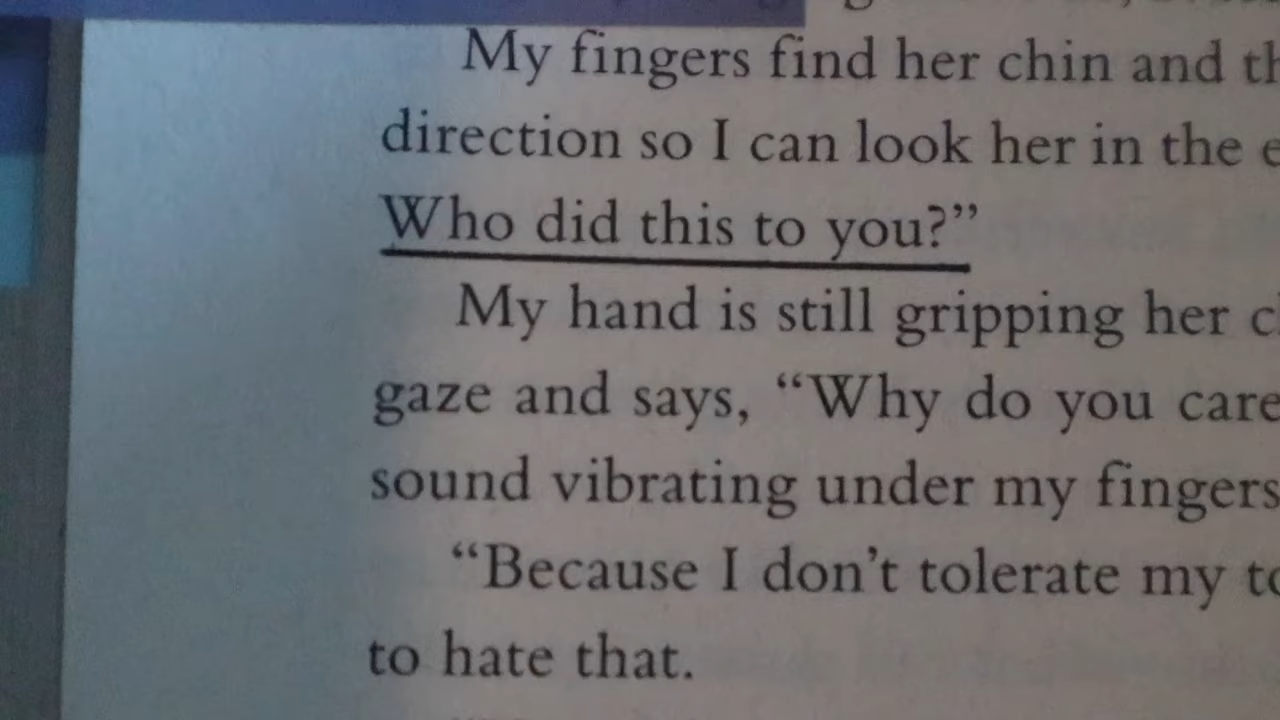 My fingers find her chin and
direction so I can look her in the
Who did this to you?”
My hand is still gripping her
gaze and says, “Why do you care
sound vibrating under my fingers
“Because I don’t tolerate my
to hate that.